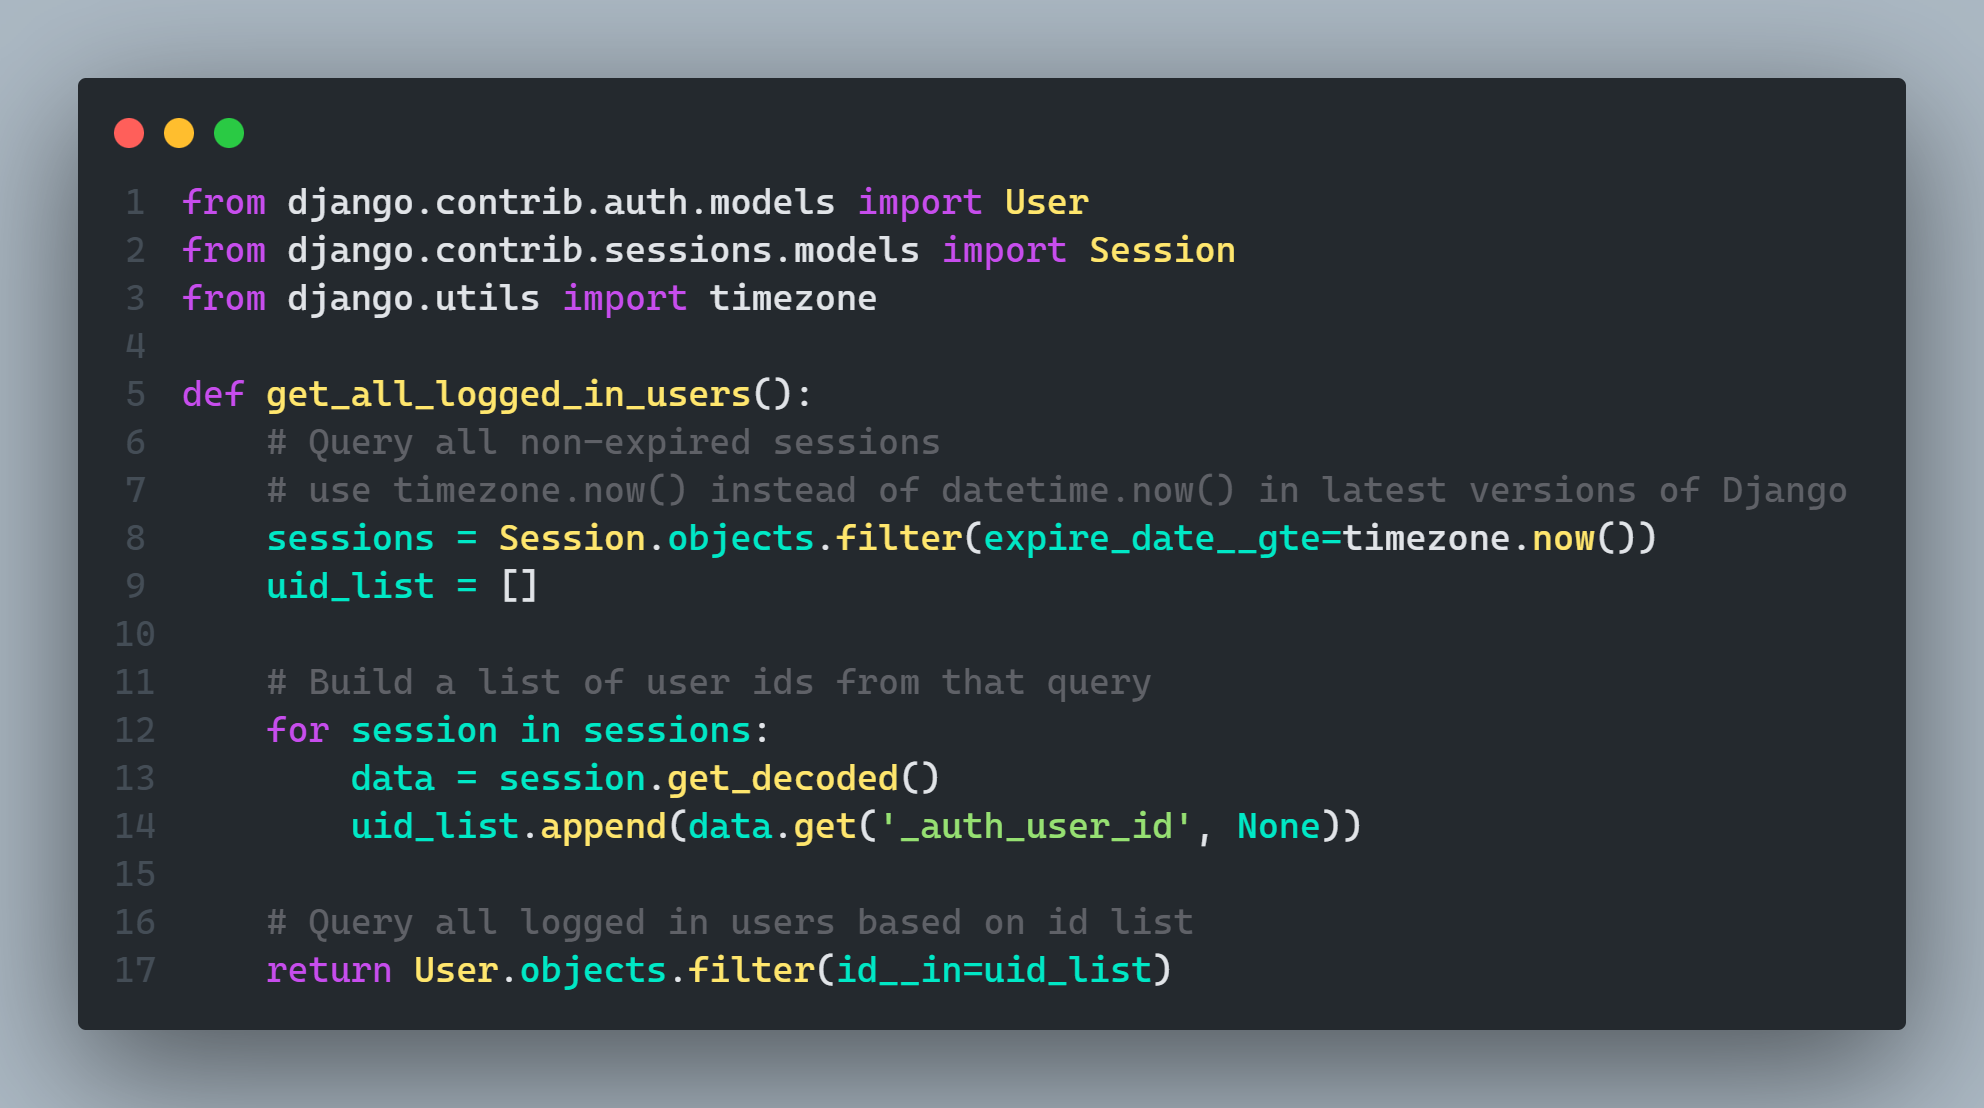 1 from django.contrib.auth.models import User
2 from django.contrib.sessions.models import Session
3 from django.utils import timezone
4
5 def get_all_logged_in_users():
6     # Query all non-expired sessions
7     # use timezone.now() instead of datetime.now() in latest versions of Django
8     sessions = Session.objects.filter(expire_date__gte=timezone.now())
9     uid_list = []
10
11     # Build a list of user ids from that query
12     for session in sessions:
13         data = session.get_decoded()
14         uid_list.append(data.get('_auth_user_id', None))
15
16     # Query all logged in users based on id list
17     return User.objects.filter(id__in=uid_list)